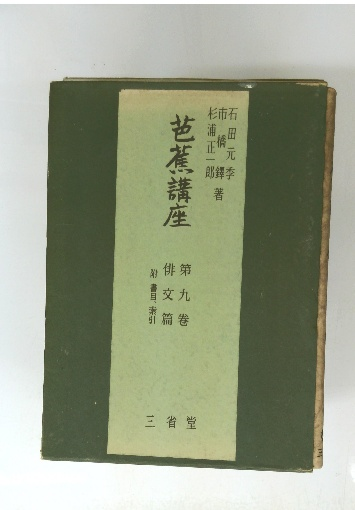 石田元季
市橋鐸 著
杉浦正一郎
芭蕉講座
第九卷
俳文篇
附 書目、索引
三省堂